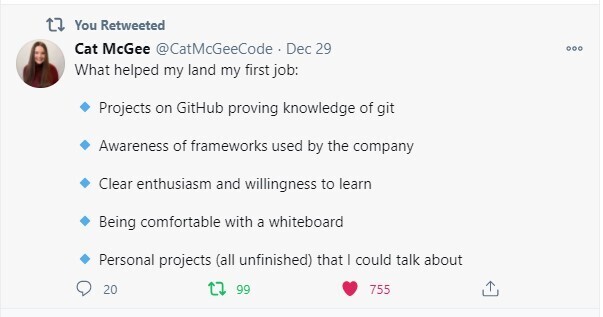 You Retweeted
Cat McGee @CatMcGeeCode · Dec 29
What helped my land my first job:
🔹 Projects on GitHub proving knowledge of git
🔹 Awareness of frameworks used by the company
🔹 Clear enthusiasm and willingness to learn
🔹 Being comfortable with a whiteboard
🔹 Personal projects (all unfinished) that I could talk about
20 99 755